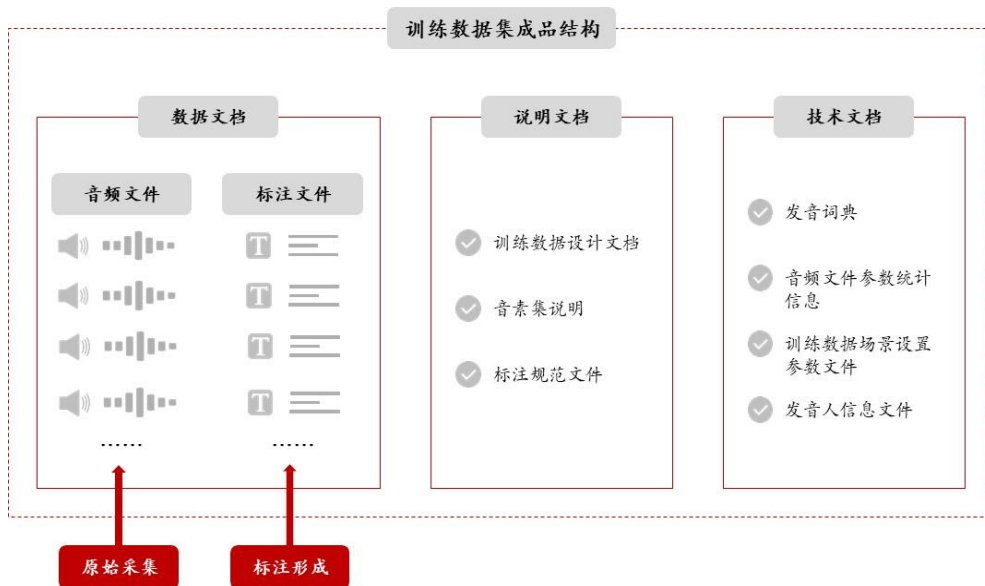 训练数据集成品结构
数据文档
音频文件
标注文件
T
T
T
T
……
……
原始采集
标注形成
说明文档
训练数据设计文档
音素集说明
标注规范文件
技术文档
发音词典
音频文件参数统计
信息
训练数据场景设置
参数文件
发音人信息文件